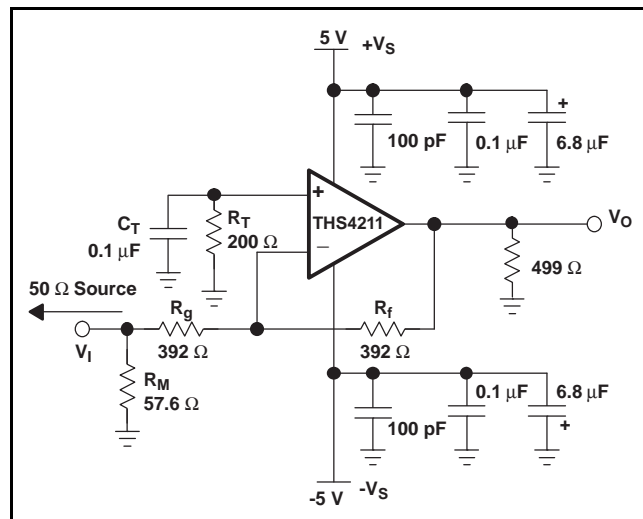 5 V
+VS
+
100 pF
0.1 µF
6.8 µF
+
THS4211
−
CT
0.1 µF
RT
200 Ω
VO
499 Ω
50 Ω Source
Rg
392 Ω
Rf
392 Ω
VI
RM
57.6 Ω
0.1 µF
6.8 µF
100 pF
+
-5 V
-VS